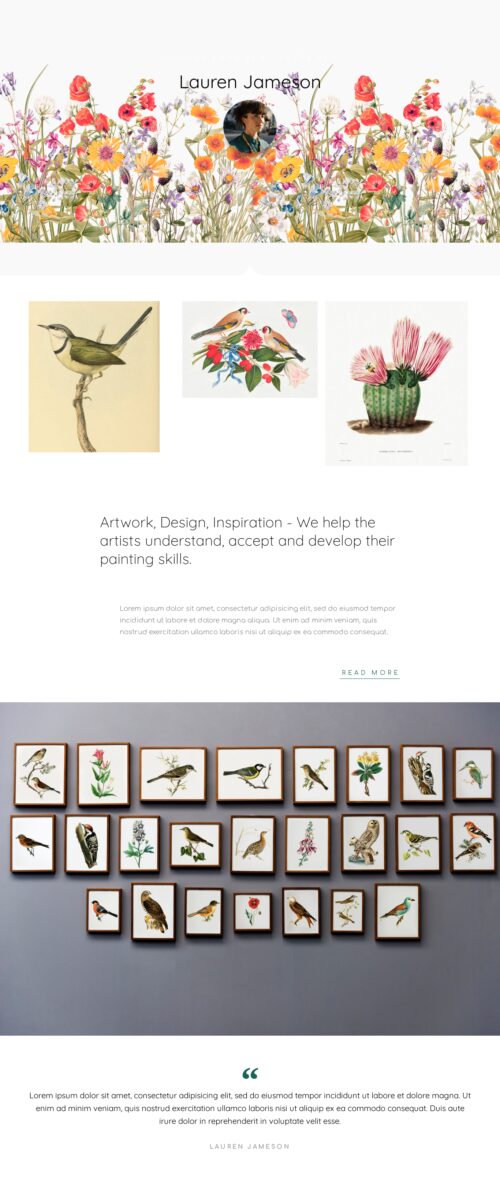 Lauren Jameson
Artwork, Design, Inspiration - We help the
artists understand, accept and develop their
painting skills.
Lorem ipsum dolor sit amet, consectetur adipisicing elit, sed do eiusmod tempor
incididunt ut labore et dolore magna aliqua. Ut enim ad minim veniam, quis
nostrud exercitation ullamco laboris nisi ut aliquip ex ea commodo consequat.
READ MORE
“
Lorem ipsum dolor sit amet, consectetur adipisicing elit, sed do eiusmod tempor incididunt ut labore et dolore magna. Ut
enim ad minim veniam, quis nostrud exercitation ullamco laboris nisi ut aliquip ex ea commodo consequat. Duis aute
irure dolor in reprehenderit in voluptate velit esse.
LAUREN JAMESON